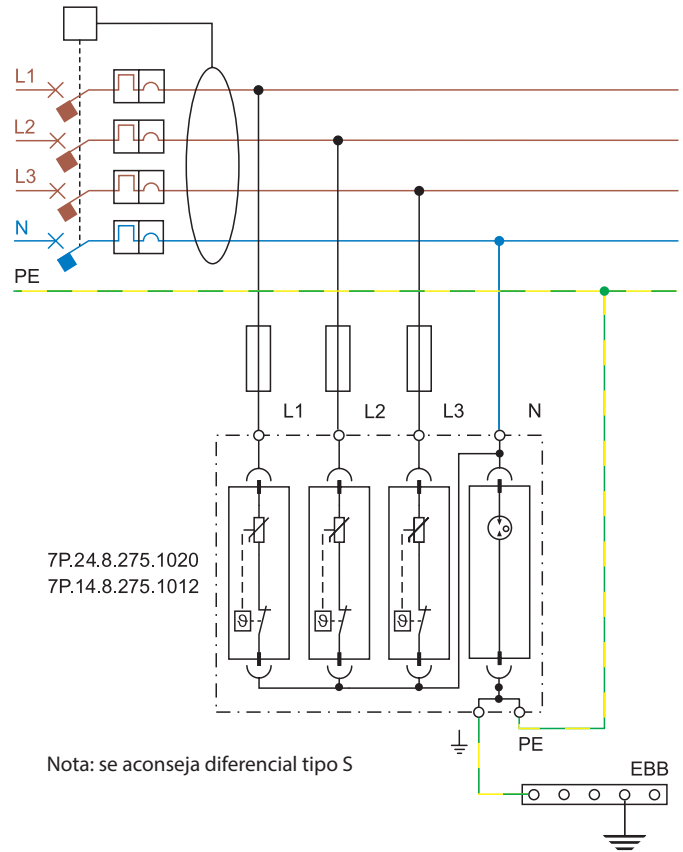 L1
L2
L3
N
PE
L1 L2 L3 N
7P.24.8.275.1020
7P.14.8.275.1012
ϑ ϑ ϑ
PE
Nota: se aconseja diferencial tipo S
EBB